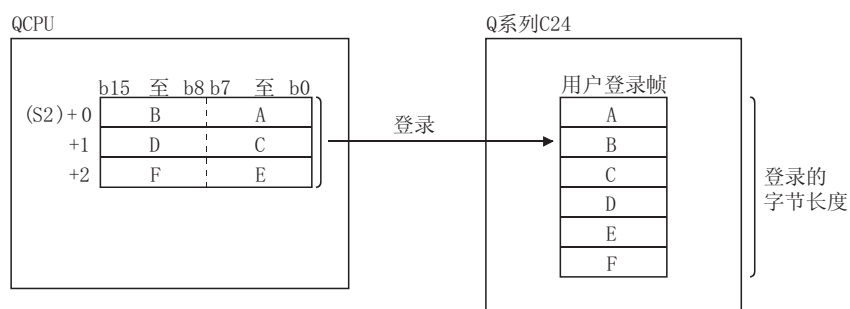 QCPU
b15 至 b8 b7 至 b0
(S2)+0 B A
+1 D C
+2 F E
登录
Q系列C24
用户登录帧
A
B
C
D
E
F
登录的
字节长度